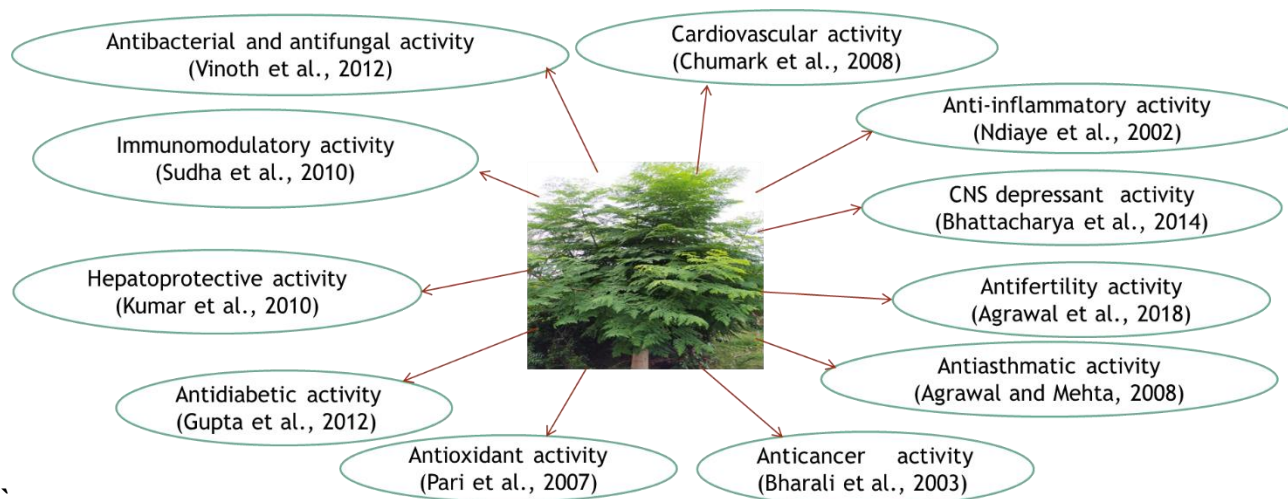 Antibacterial and antifungal activity
(Vinoth et al., 2012)
Cardiovascular activity
(Chumark et al., 2008)
Anti-inflammatory activity
(Ndiaye et al., 2002)
Immunomodulatory activity
(Sudha et al., 2010)
CNS depressant activity
(Bhattacharya et al., 2014)
Hepatoprotective activity
(Kumar et al., 2010)
Antifertility activity
(Agrawal et al., 2018)
Antiasthmatic activity
(Agrawal and Mehta, 2008)
Antidiabetic activity
(Gupta et al., 2012)
Antioxidant activity
(Pari et al., 2007)
Anticancer activity
(Bharali et al., 2003)
`